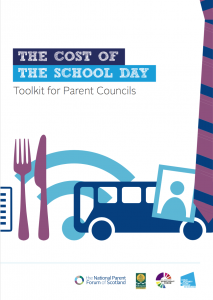 THE COST OF
THE SCHOOL DAY
Toolkit for Parent Councils
the National Parent
Forum of Scotland